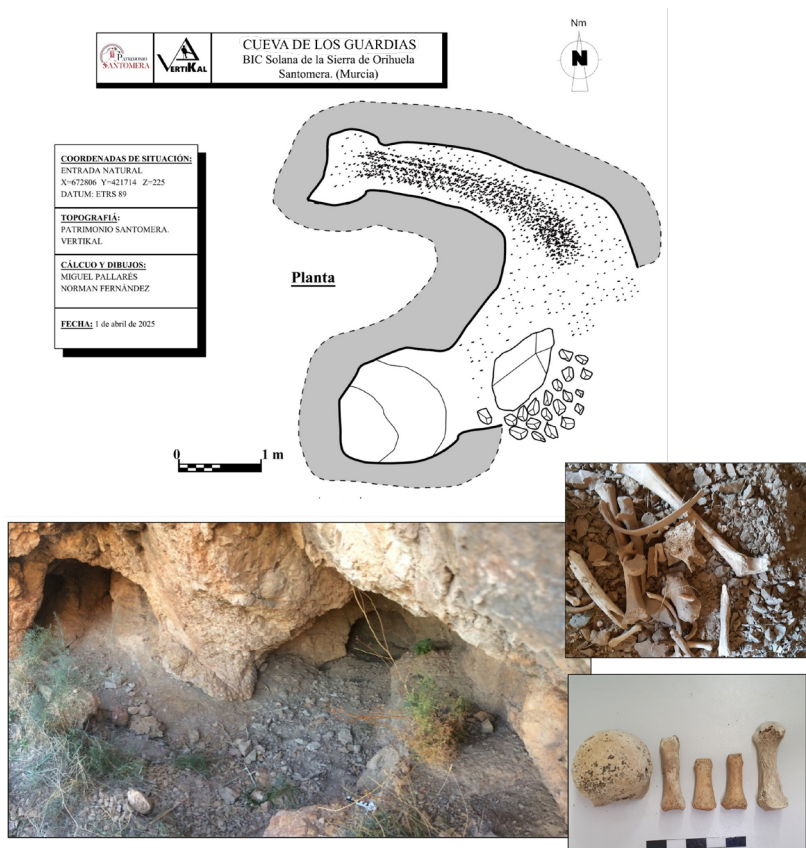 PATRIMONIO
SANTOMERA
VERTIKAL
CUEVA DE LOS GUARDIAS
BIC Solana de la Sierra de Orihuela
Santomera. (Murcia)
Nm
N
COORDENADAS DE SITUACIÓN:
ENTRADA NATURAL
X=672806 Y=421714 Z=225
DATUM: ETRS 89
TOPOGRAFIÁ:
PATRIMONIO SANTOMERA.
VERTIKAL
CÁLCUO Y DIBUJOS:
MIGUEL PALLARÉS
NORMAN FERNÁNDEZ
FECHA: 1 de abril de 2025
Planta
0 1 m